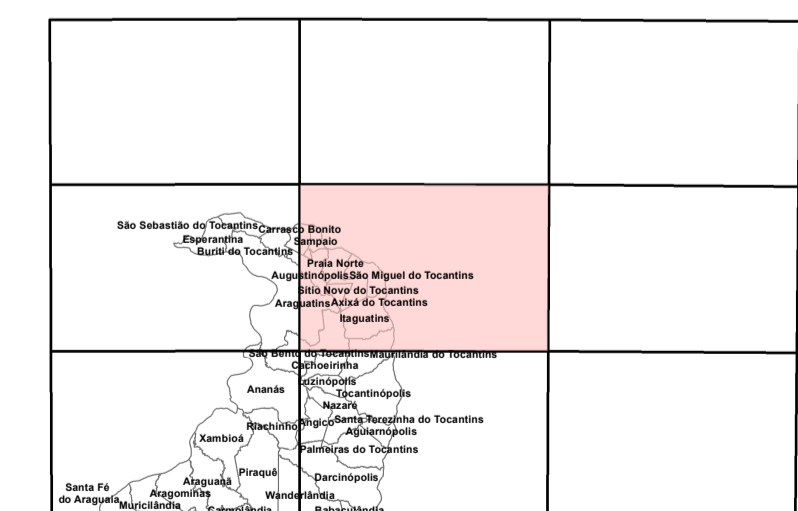 São Sebastião do Tocantins
Carrasco Bonito
Esperantina
Sampaio
Buriti do Tocantins
Praia Norte
Augustinópolis
São Miguel do Tocantins
Sítio Novo do Tocantins
Araguatins
Axixá do Tocantins
Itaguatins
São Bento do Tocantins
Maurilândia do Tocantins
Cachoeirinha
Luzinópolis
Ananás
Tocantinópolis
Nazaré
Santa Terezinha do Tocantins
Riachinho
Angico
Aguiarnópolis
Xambioá
Palmeiras do Tocantins
Piraquê
Darcinópolis
Araguanã
Santa Fé
do Araguaia
Aragominas
Wanderlândia
Muricilândia
Carmolândia
Babaçulândia